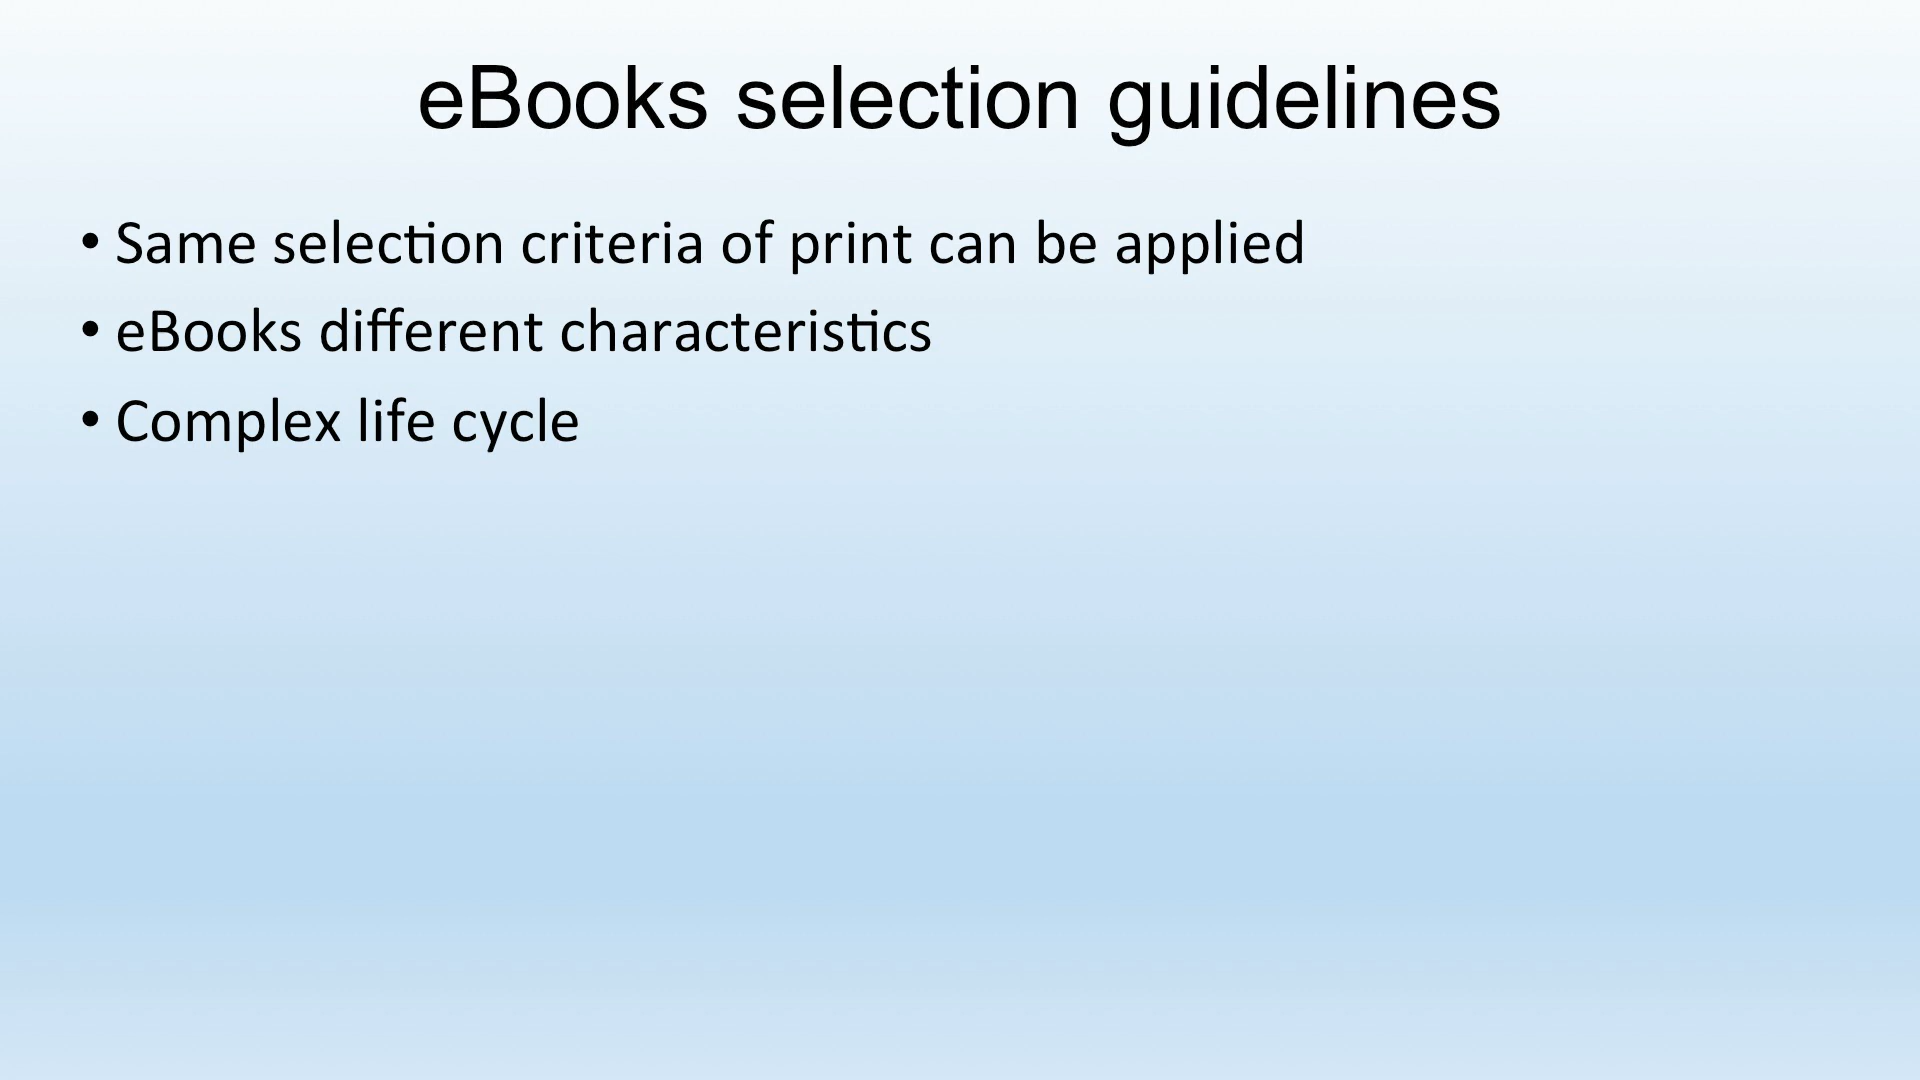 eBooks selection guidelines
• Same selection criteria of print can be applied
• eBooks different characteristics
• Complex life cycle